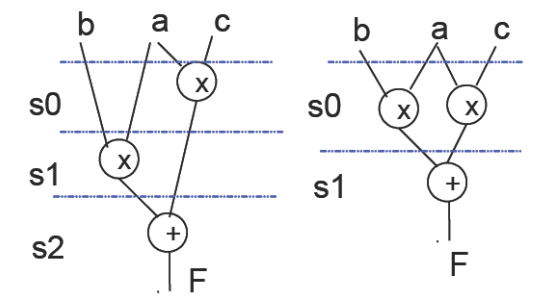 b a c
s0 x
s1 x
s2 +
F
b a c
s0 x x
s1 +
F